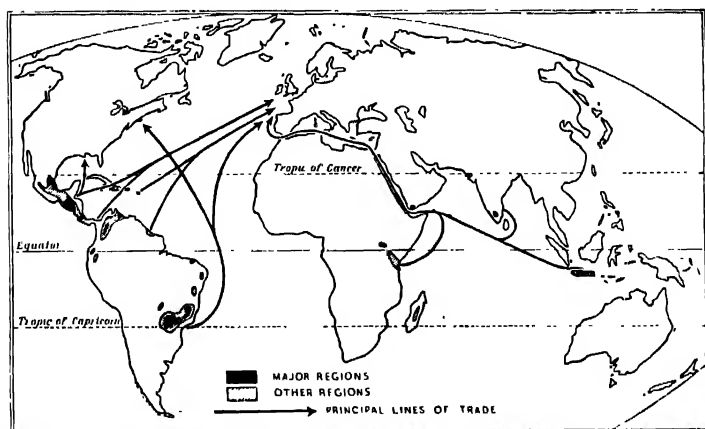 Tropic of Cancer
Equator
Tropic of Capricorn
MAJOR REGIONS
OTHER REGIONS
PRINCIPAL LINES OF TRADE